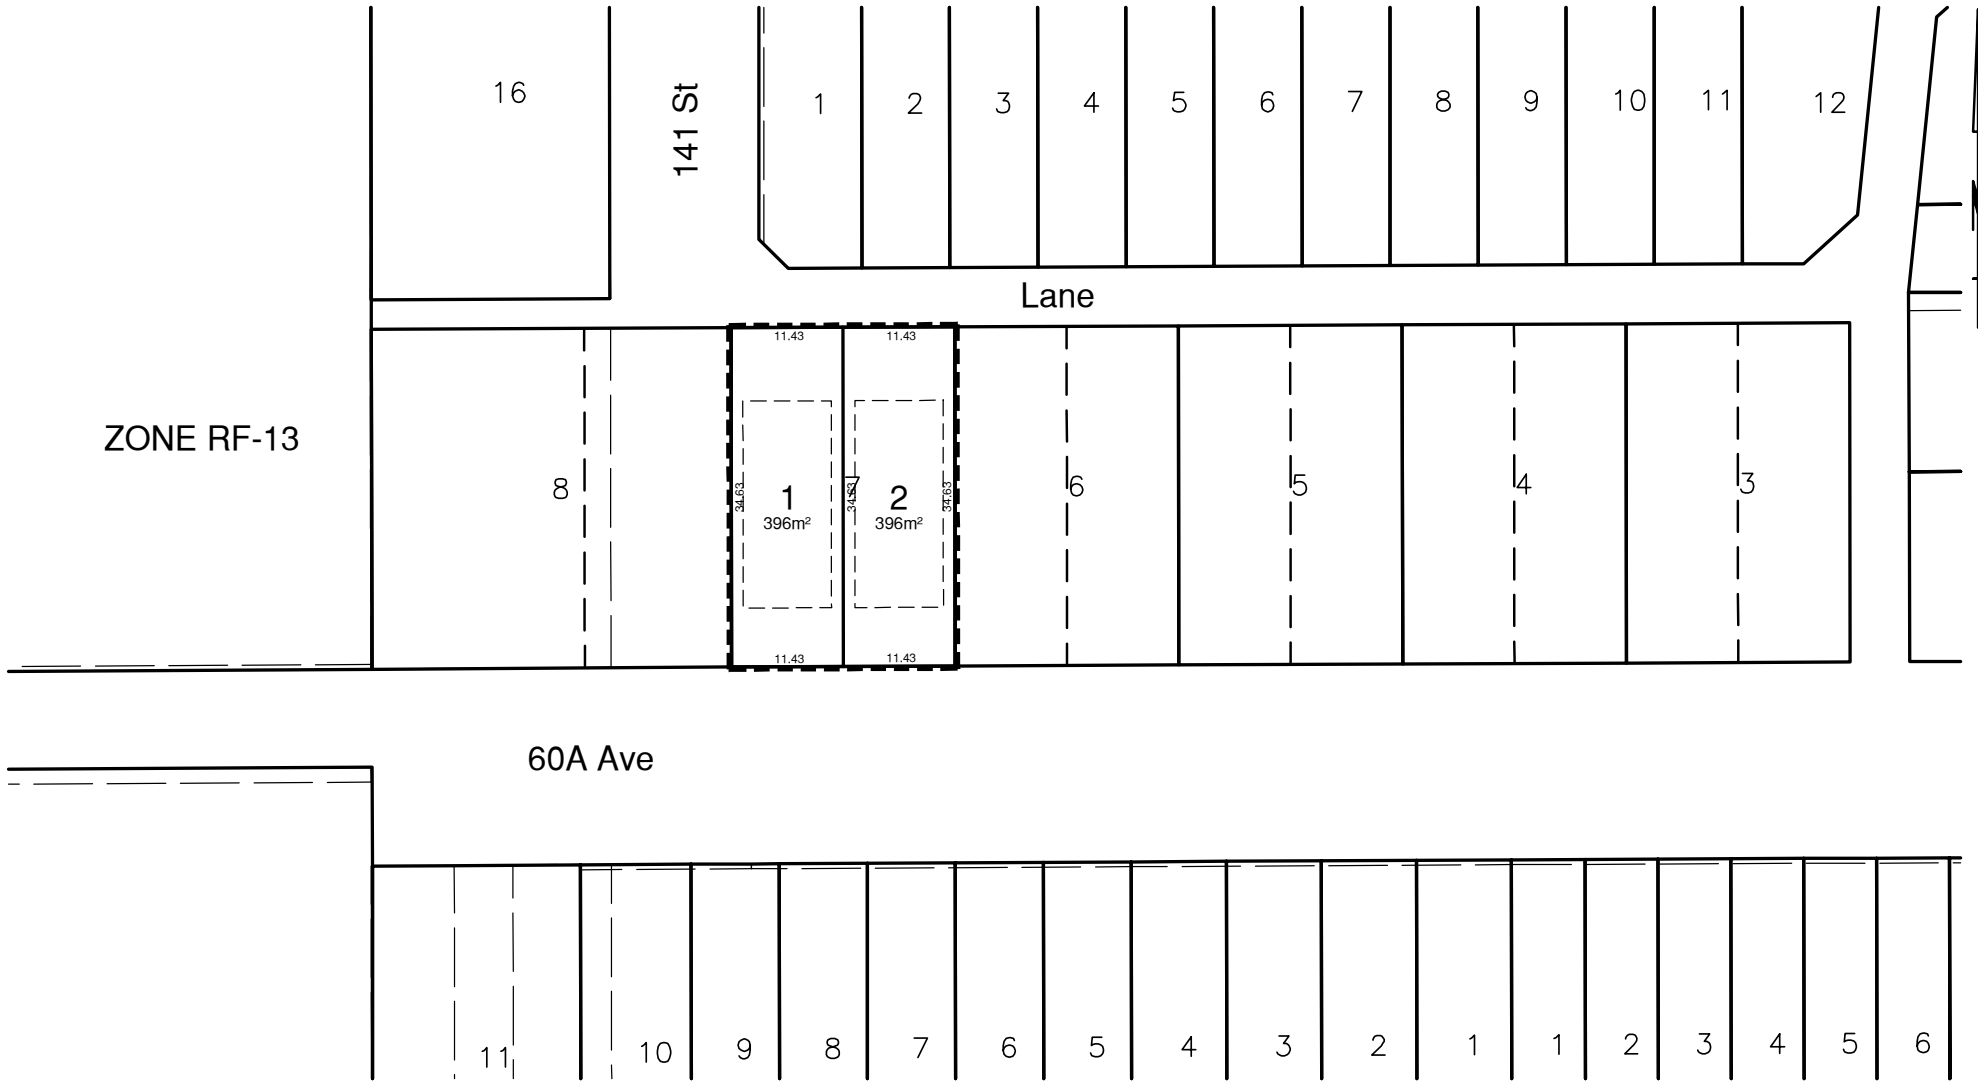 16
141 St
1 2 3 4 5 6 7 8 9 10 11 12
Lane
11.43 11.43
ZONE RF-13
8 34.63 1 34.63 7 2 34.63 6 5 4 3
396m² 396m²
11.43 11.43
60A Ave
11 10 9 8 7 6 5 4 3 2 1 1 2 3 4 5 6